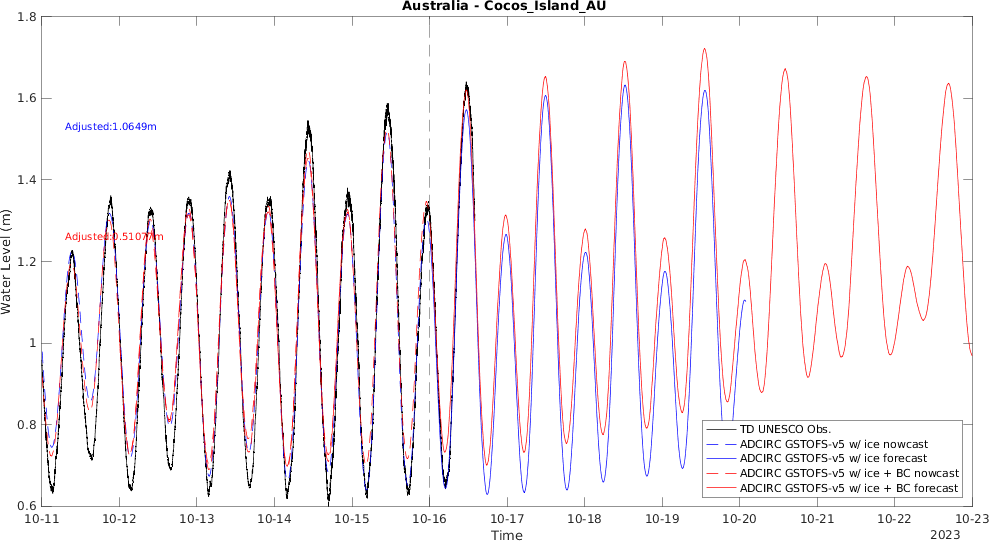 Australia - Cocos_Island_AU
1.8
1.6
1.4
1.2
1
0.8
0.6
Water Level (m)
Adjusted:1.0649m
Adjusted:0.51077m
TD UNESCO Obs.
ADCIRC GSTOFS-v5 w/ ice nowcast
ADCIRC GSTOFS-v5 w/ ice forecast
ADCIRC GSTOFS-v5 w/ ice + BC nowcast
ADCIRC GSTOFS-v5 w/ ice + BC forecast
10-11 10-12 10-13 10-14 10-15 10-16 10-17 10-18 10-19 10-20 10-21 10-22 10-23
Time
2023